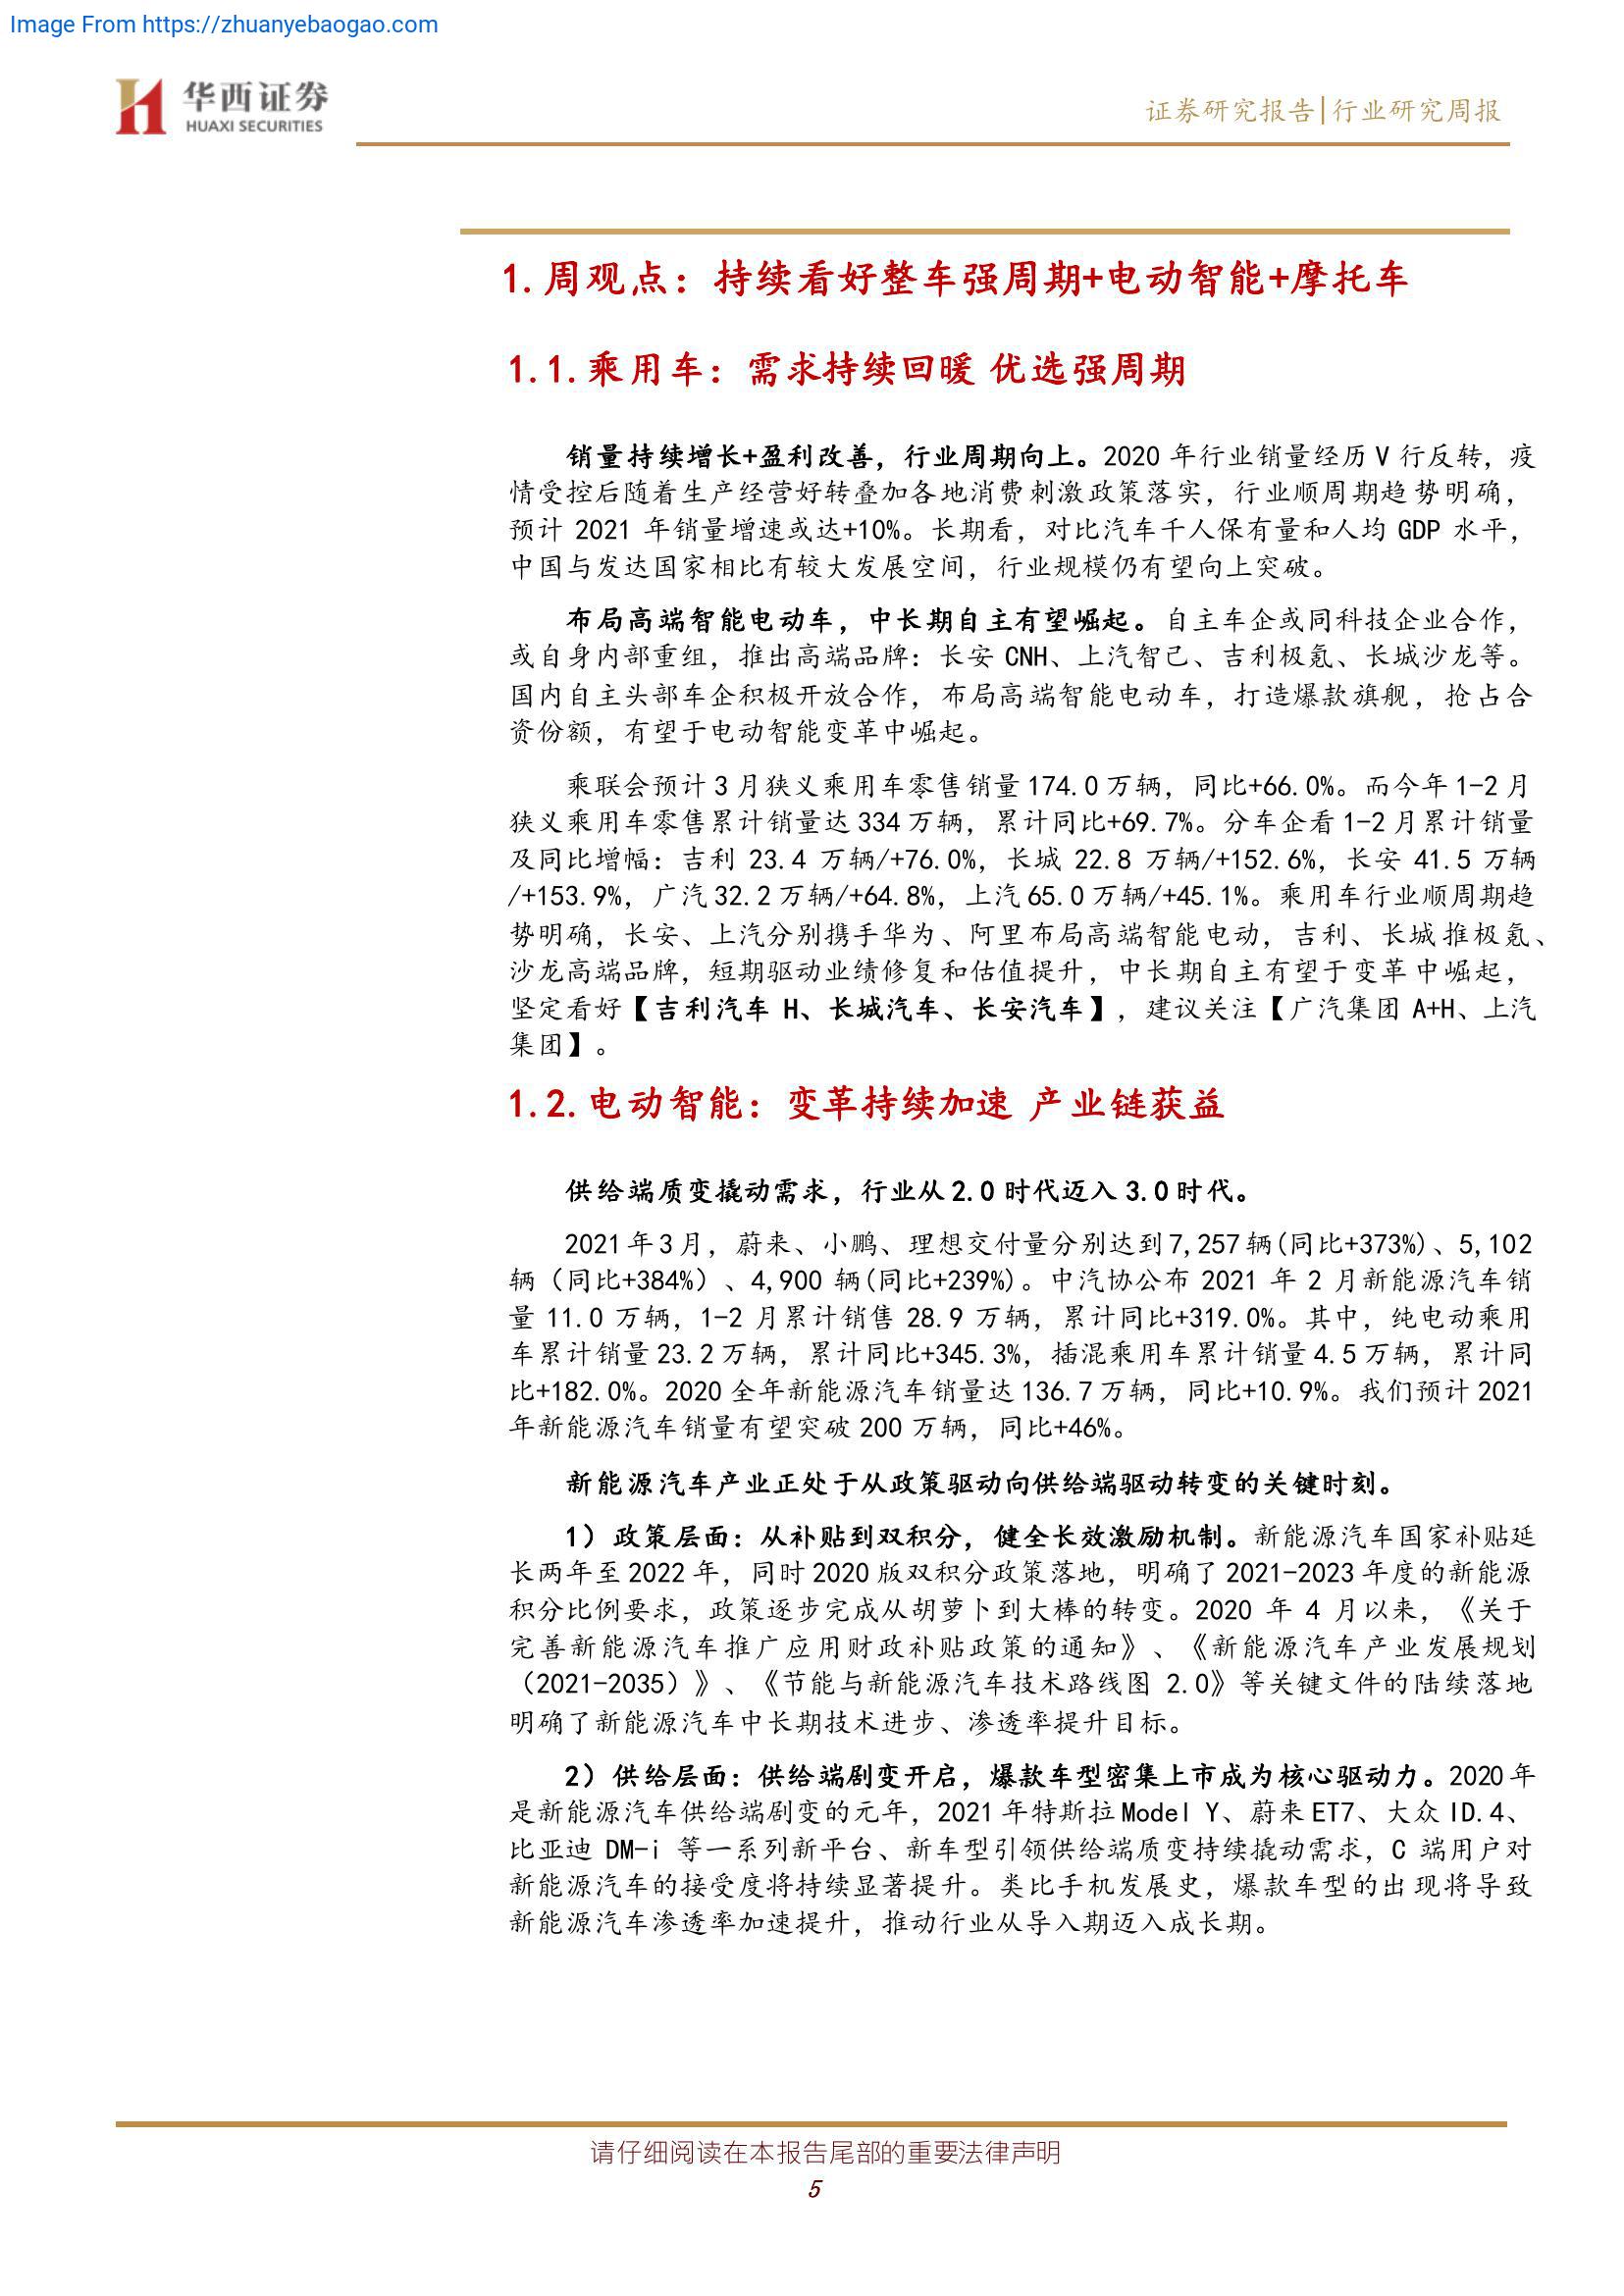 Image From https://zhuanyebaogao.com
华西证券
HUAXI SECURITIES
证券研究报告|行业研究周报
1.周观点：持续看好整车强周期+电动智能+摩托车
1.1.乘用车：需求持续回暖 优选强周期
销量持续增长+盈利改善，行业周期向上。2020 年行业销量经历 V 行反转，疫
情受控后随着生产经营好转叠加各地消费刺激政策落实，行业顺周期趋势明确，
预计 2021 年销量增速或达+10%。长期看，对比汽车千人保有量和人均 GDP 水平，
中国与发达国家相比有较大发展空间，行业规模仍有望向上突破。
布局高端智能电动车，中长期自主有望崛起。自主车企或同科技企业合作，
或自身内部重组，推出高端品牌：长安 CNH、上汽智己、吉利极氪、长城沙龙等。
国内自主头部车企积极开放合作，布局高端智能电动车，打造爆款旗舰，抢占合
资份额，有望于电动智能变革中崛起。
乘联会预计 3 月狭义乘用车零售销量 174.0 万辆，同比+66.0%。而今年 1-2 月
狭义乘用车零售累计销量达 334 万辆，累计同比+69.7%。分车企看 1-2 月累计销量
及同比增幅：吉利 23.4 万辆/+76.0%，长城 22.8 万辆/+152.6%，长安 41.5 万辆
/+153.9%，广汽 32.2 万辆/+64.8%，上汽 65.0 万辆/+45.1%。乘用车行业顺周期趋
势明确，长安、上汽分别携手华为、阿里布局高端智能电动，吉利、长城推极氪、
沙龙高端品牌，短期驱动业绩修复和估值提升，中长期自主有望于变革中崛起，
坚定看好【吉利汽车 H、长城汽车、长安汽车】，建议关注【广汽集团 A+H、上汽
集团】。
1.2.电动智能：变革持续加速 产业链获益
供给端质变撬动需求，行业从 2.0 时代迈入 3.0 时代。
2021 年 3 月，蔚来、小鹏、理想交付量分别达到 7,257 辆(同比+373%)、5,102
辆（同比+384%）、4,900 辆(同比+239%)。中汽协公布 2021 年 2 月新能源汽车销
量 11.0 万辆，1-2 月累计销售 28.9 万辆，累计同比+319.0%。其中，纯电动乘用
车累计销量 23.2 万辆，累计同比+345.3%，插混乘用车累计销量 4.5 万辆，累计同
比+182.0%。2020 全年新能源汽车销量达 136.7 万辆，同比+10.9%。我们预计 2021
年新能源汽车销量有望突破 200 万辆，同比+46%。
新能源汽车产业正处于从政策驱动向供给端驱动转变的关键时刻。
1）政策层面：从补贴到双积分，健全长效激励机制。新能源汽车国家补贴延
长两年至 2022 年，同时 2020 版双积分政策落地，明确了 2021-2023 年度的新能源
积分比例要求，政策逐步完成从胡萝卜到大棒的转变。2020 年 4 月以来，《关于
完善新能源汽车推广应用财政补贴政策的通知》、《新能源汽车产业发展规划
（2021-2035）》、《节能与新能源汽车技术路线图 2.0》等关键文件的陆续落地
明确了新能源汽车中长期技术进步、渗透率提升目标。
2）供给层面：供给端剧变开启，爆款车型密集上市成为核心驱动力。2020 年
是新能源汽车供给端剧变的元年，2021 年特斯拉 Model Y、蔚来 ET7、大众 ID.4、
比亚迪 DM-i 等一系列新平台、新车型引领供给端质变持续撬动需求，C 端用户对
新能源汽车的接受度将持续显著提升。类比手机发展史，爆款车型的出现将导致
新能源汽车渗透率加速提升，推动行业从导入期迈入成长期。
请仔细阅读在本报告尾部的重要法律声明
5